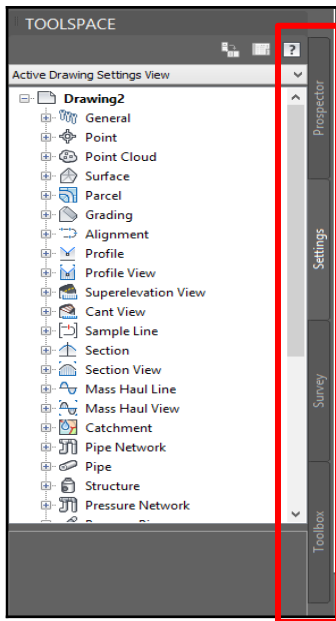 TOOLSPACE
?
Active Drawing Settings View
Drawing2
General
Point
Point Cloud
Surface
Parcel
Grading
Alignment
Profile
Profile View
Superelevation View
Cant View
Sample Line
Section
Section View
Mass Haul Line
Mass Haul View
Catchment
Pipe Network
Pipe
Structure
Pressure Network
Prospector
Settings
Survey
Toolbox